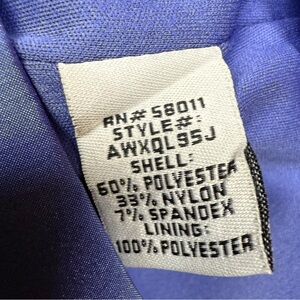 RN# 58011
STYLE#:
AWXQL95J
SHELL:
60% POLYESTER
33% NYLON
7% SPANDEX
LINING:
100% POLYESTER